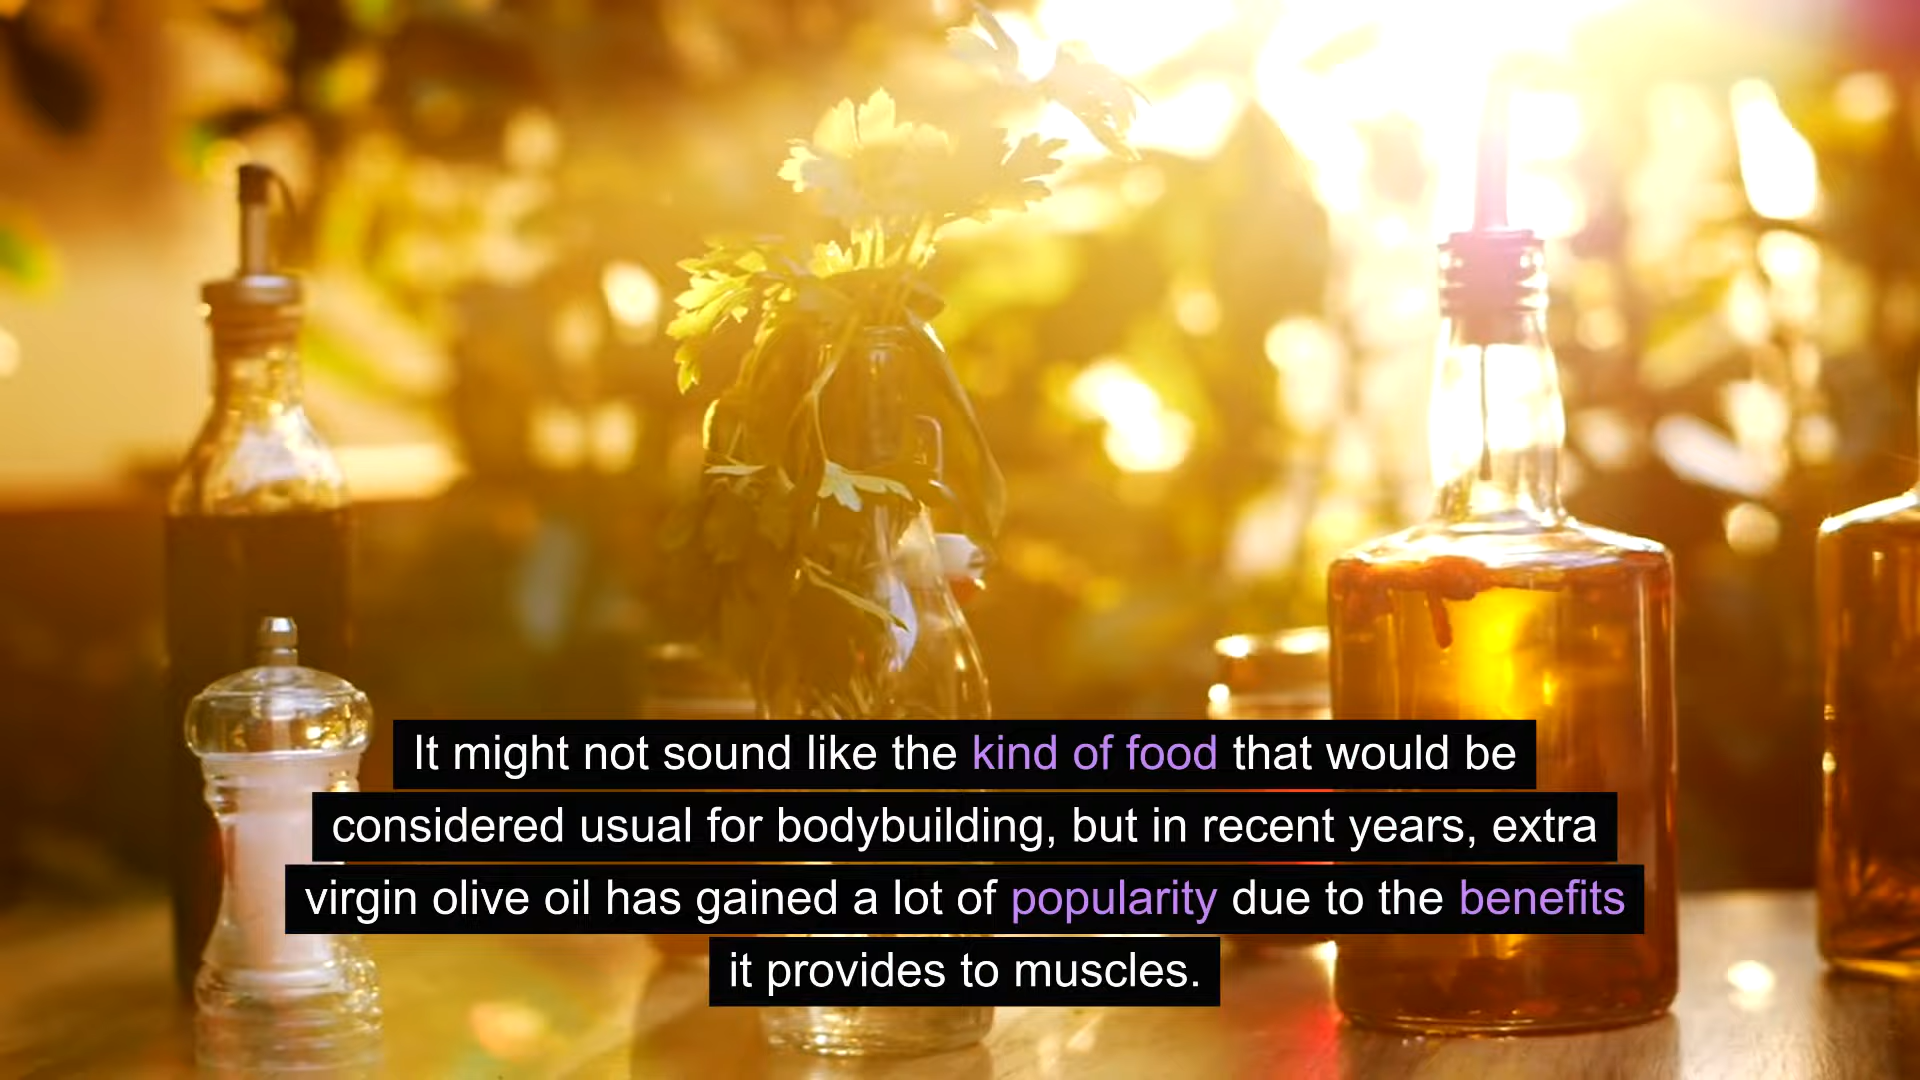 It might not sound like the kind of food that would be
considered usual for bodybuilding, but in recent years, extra
virgin olive oil has gained a lot of popularity due to the benefits
it provides to muscles.